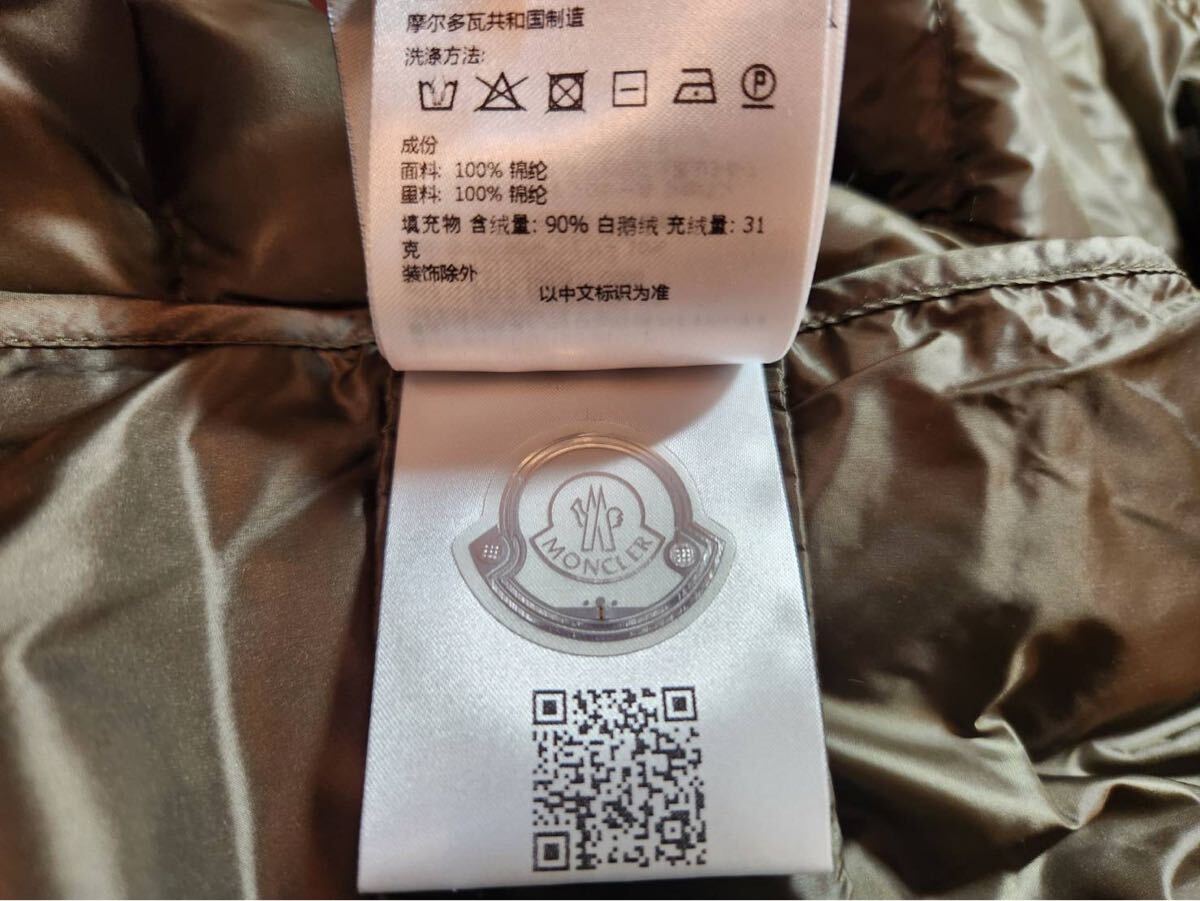 摩尔多瓦共和国制造
洗涤方法:
P
成份
面料: 100% 锦纶
里料: 100% 锦纶
填充物 含绒量: 90% 白鹅绒 充绒量: 31
克
装饰除外
以中文标识为准
MONCLER